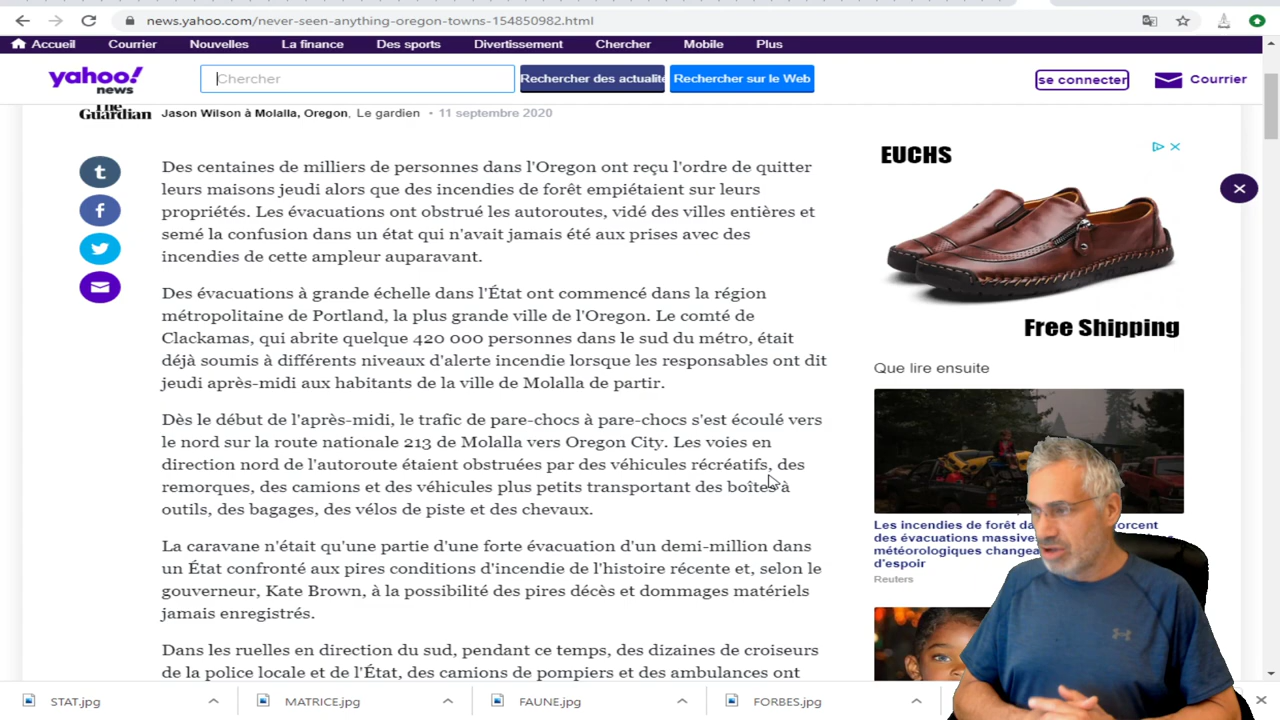 news.yahoo.com/never-seen-anything-oregon-towns-154850982.html
Accueil Courrier Nouvelles La finance Des sports Divertissement Chercher Mobile Plus
yahoo!
news
Chercher
Rechercher des actualité
Rechercher sur le Web
se connecter
Courrier
The
Guardian
Jason Wilson à Molalla, Oregon, Le gardien • 11 septembre 2020
Des centaines de milliers de personnes dans l'Oregon ont reçu l'ordre de quitter
leurs maisons jeudi alors que des incendies de forêt empiétaient sur leurs
propriétés. Les évacuations ont obstrué les autoroutes, vidé des villes entières et
semé la confusion dans un état qui n'avait jamais été aux prises avec des
incendies de cette ampleur auparavant.
Des évacuations à grande échelle dans l'État ont commencé dans la région
métropolitaine de Portland, la plus grande ville de l'Oregon. Le comté de
Clackamas, qui abrite quelque 420 000 personnes dans le sud du métro, était
déjà soumis à différents niveaux d'alerte incendie lorsque les responsables ont dit
jeudi après-midi aux habitants de la ville de Molalla de partir.
Dès le début de l'après-midi, le trafic de pare-chocs à pare-chocs s'est écoulé vers
le nord sur la route nationale 213 de Molalla vers Oregon City. Les voies en
direction nord de l'autoroute étaient obstruées par des véhicules récréatifs, des
remorques, des camions et des véhicules plus petits transportant des boîtes à
outils, des bagages, des vélos de piste et des chevaux.
La caravane n'était qu'une partie d'une forte évacuation d'un demi-million dans
un État confronté aux pires conditions d'incendie de l'histoire récente et, selon le
gouverneur, Kate Brown, à la possibilité des pires décès et dommages matériels
jamais enregistrés.
Dans les ruelles en direction du sud, pendant ce temps, des dizaines de croiseurs
de la police locale et de l'État, des camions de pompiers et des ambulances ont
EUCHS
Free Shipping
Que lire ensuite
Les incendies de forêt da orcent
des évacuations massive
météorologiques change
d'espoir
Reuters
STAT.jpg
MATRICE.jpg
FAUNE.jpg
FORBES.jpg